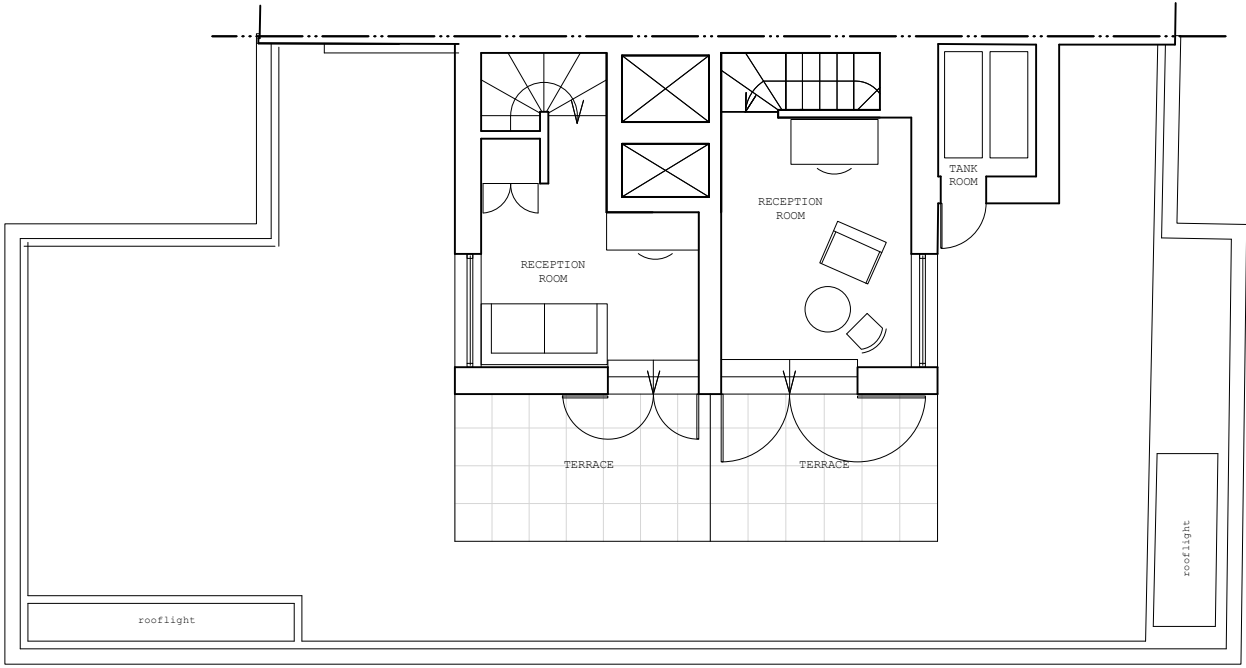 TANK
ROOM
RECEPTION
ROOM
RECEPTION
ROOM
TERRACE
TERRACE
rooflight
rooflight